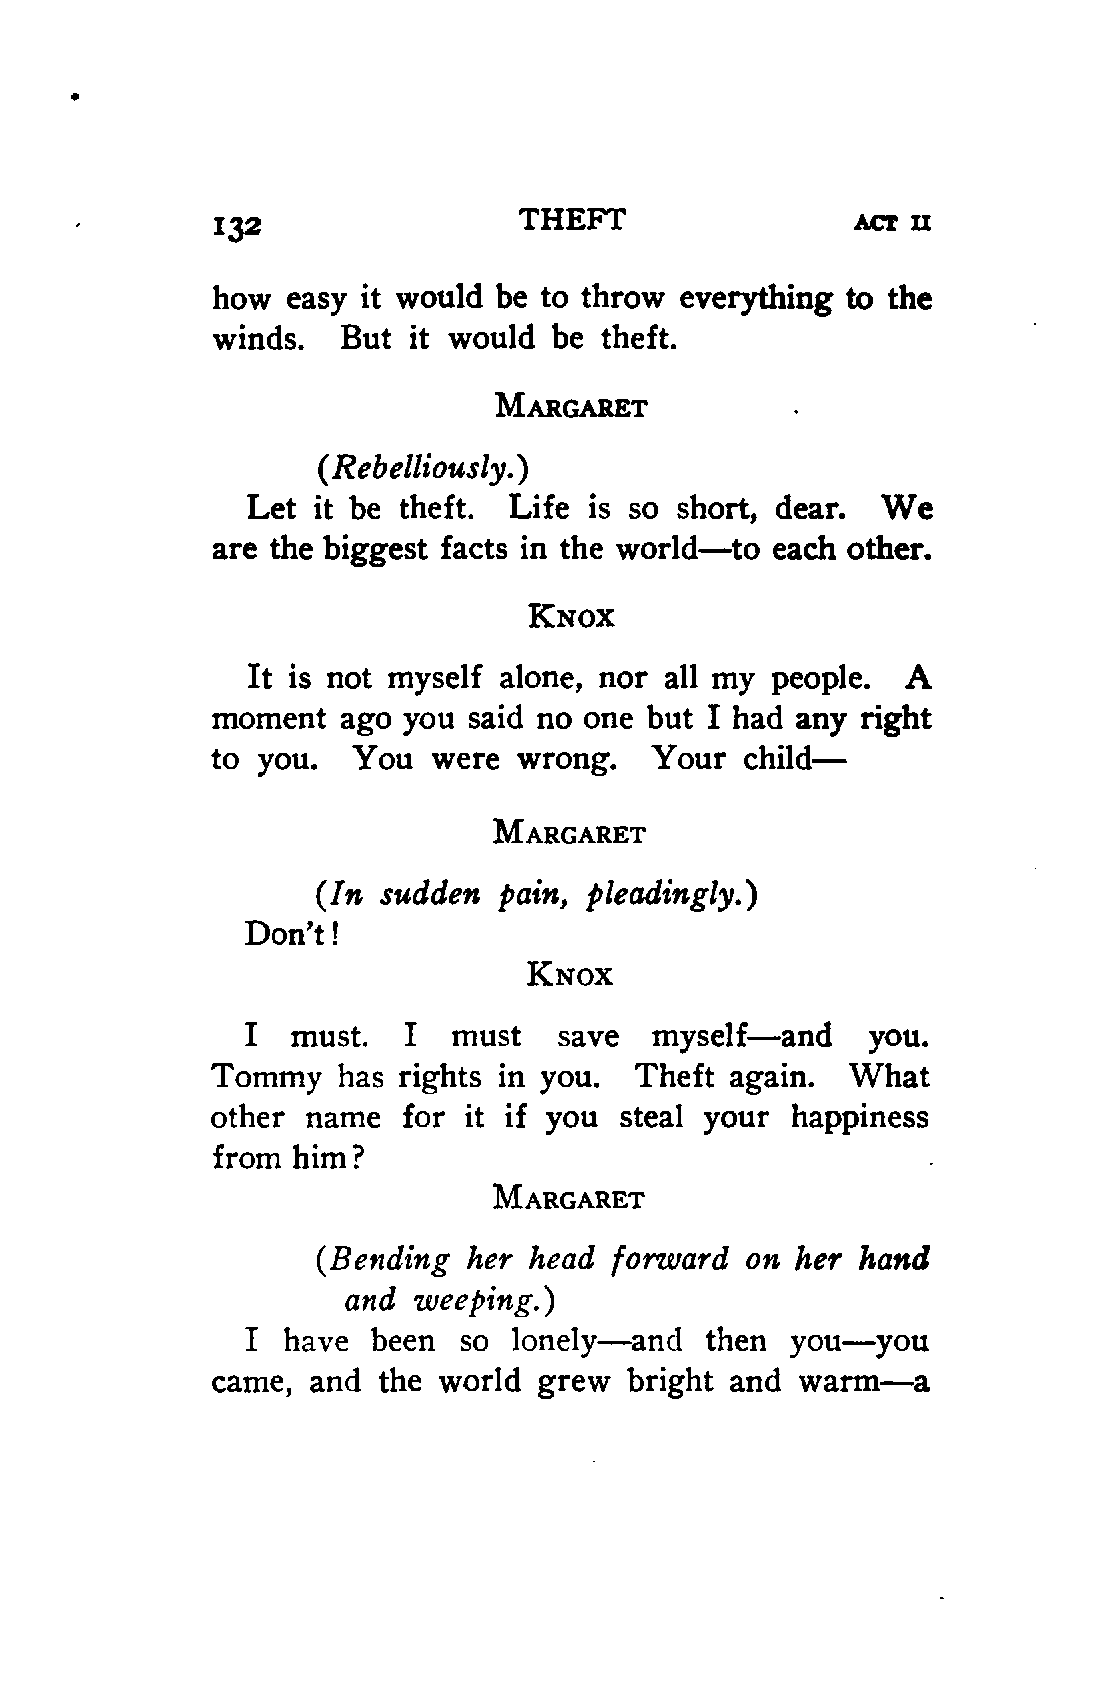 132 THEFT ACT II
how easy it would be to throw everything to the
winds. But it would be theft.
MARGARET
(Rebelliously.)
Let it be theft. Life is so short, dear. We
are the biggest facts in the world—to each other.
KNOX
It is not myself alone, nor all my people. A
moment ago you said no one but I had any right
to you. You were wrong. Your child—
MARGARET
(In sudden pain, pleadingly.)
Don't!
KNOX
I must. I must save myself—and you.
Tommy has rights in you. Theft again. What
other name for it if you steal your happiness
from him?
MARGARET
(Bending her head forward on her hand
and weeping.)
I have been so lonely—and then you—you
came, and the world grew bright and warm—a